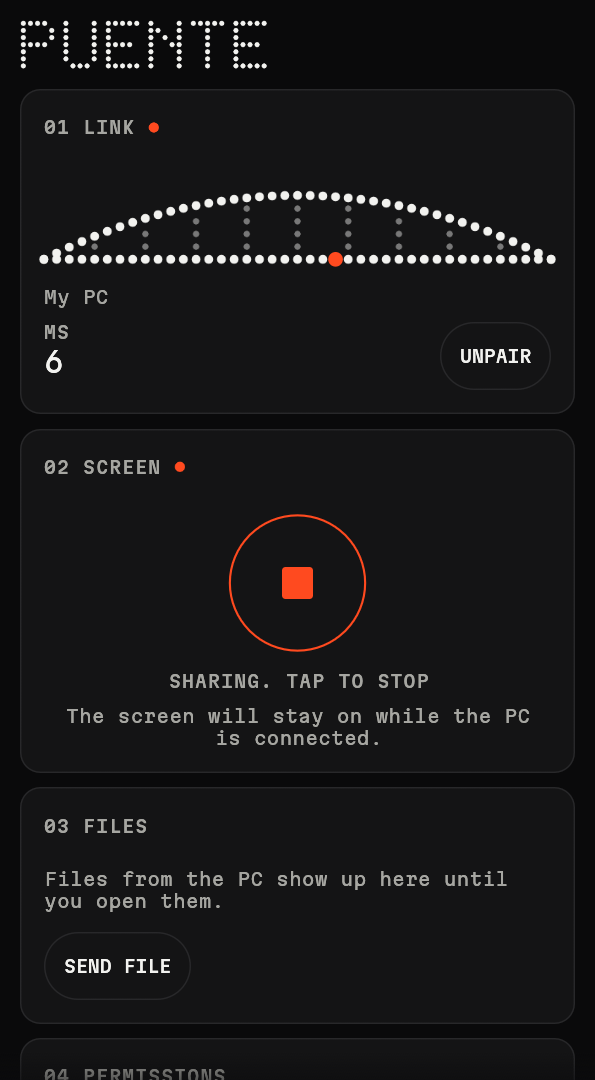 PUENTE
01 LINK
My PC
MS
6
UNPAIR
02 SCREEN
SHARING. TAP TO STOP
The screen will stay on while the PC
is connected.
03 FILES
Files from the PC show up here until
you open them.
SEND FILE
04 PERMISSIONS